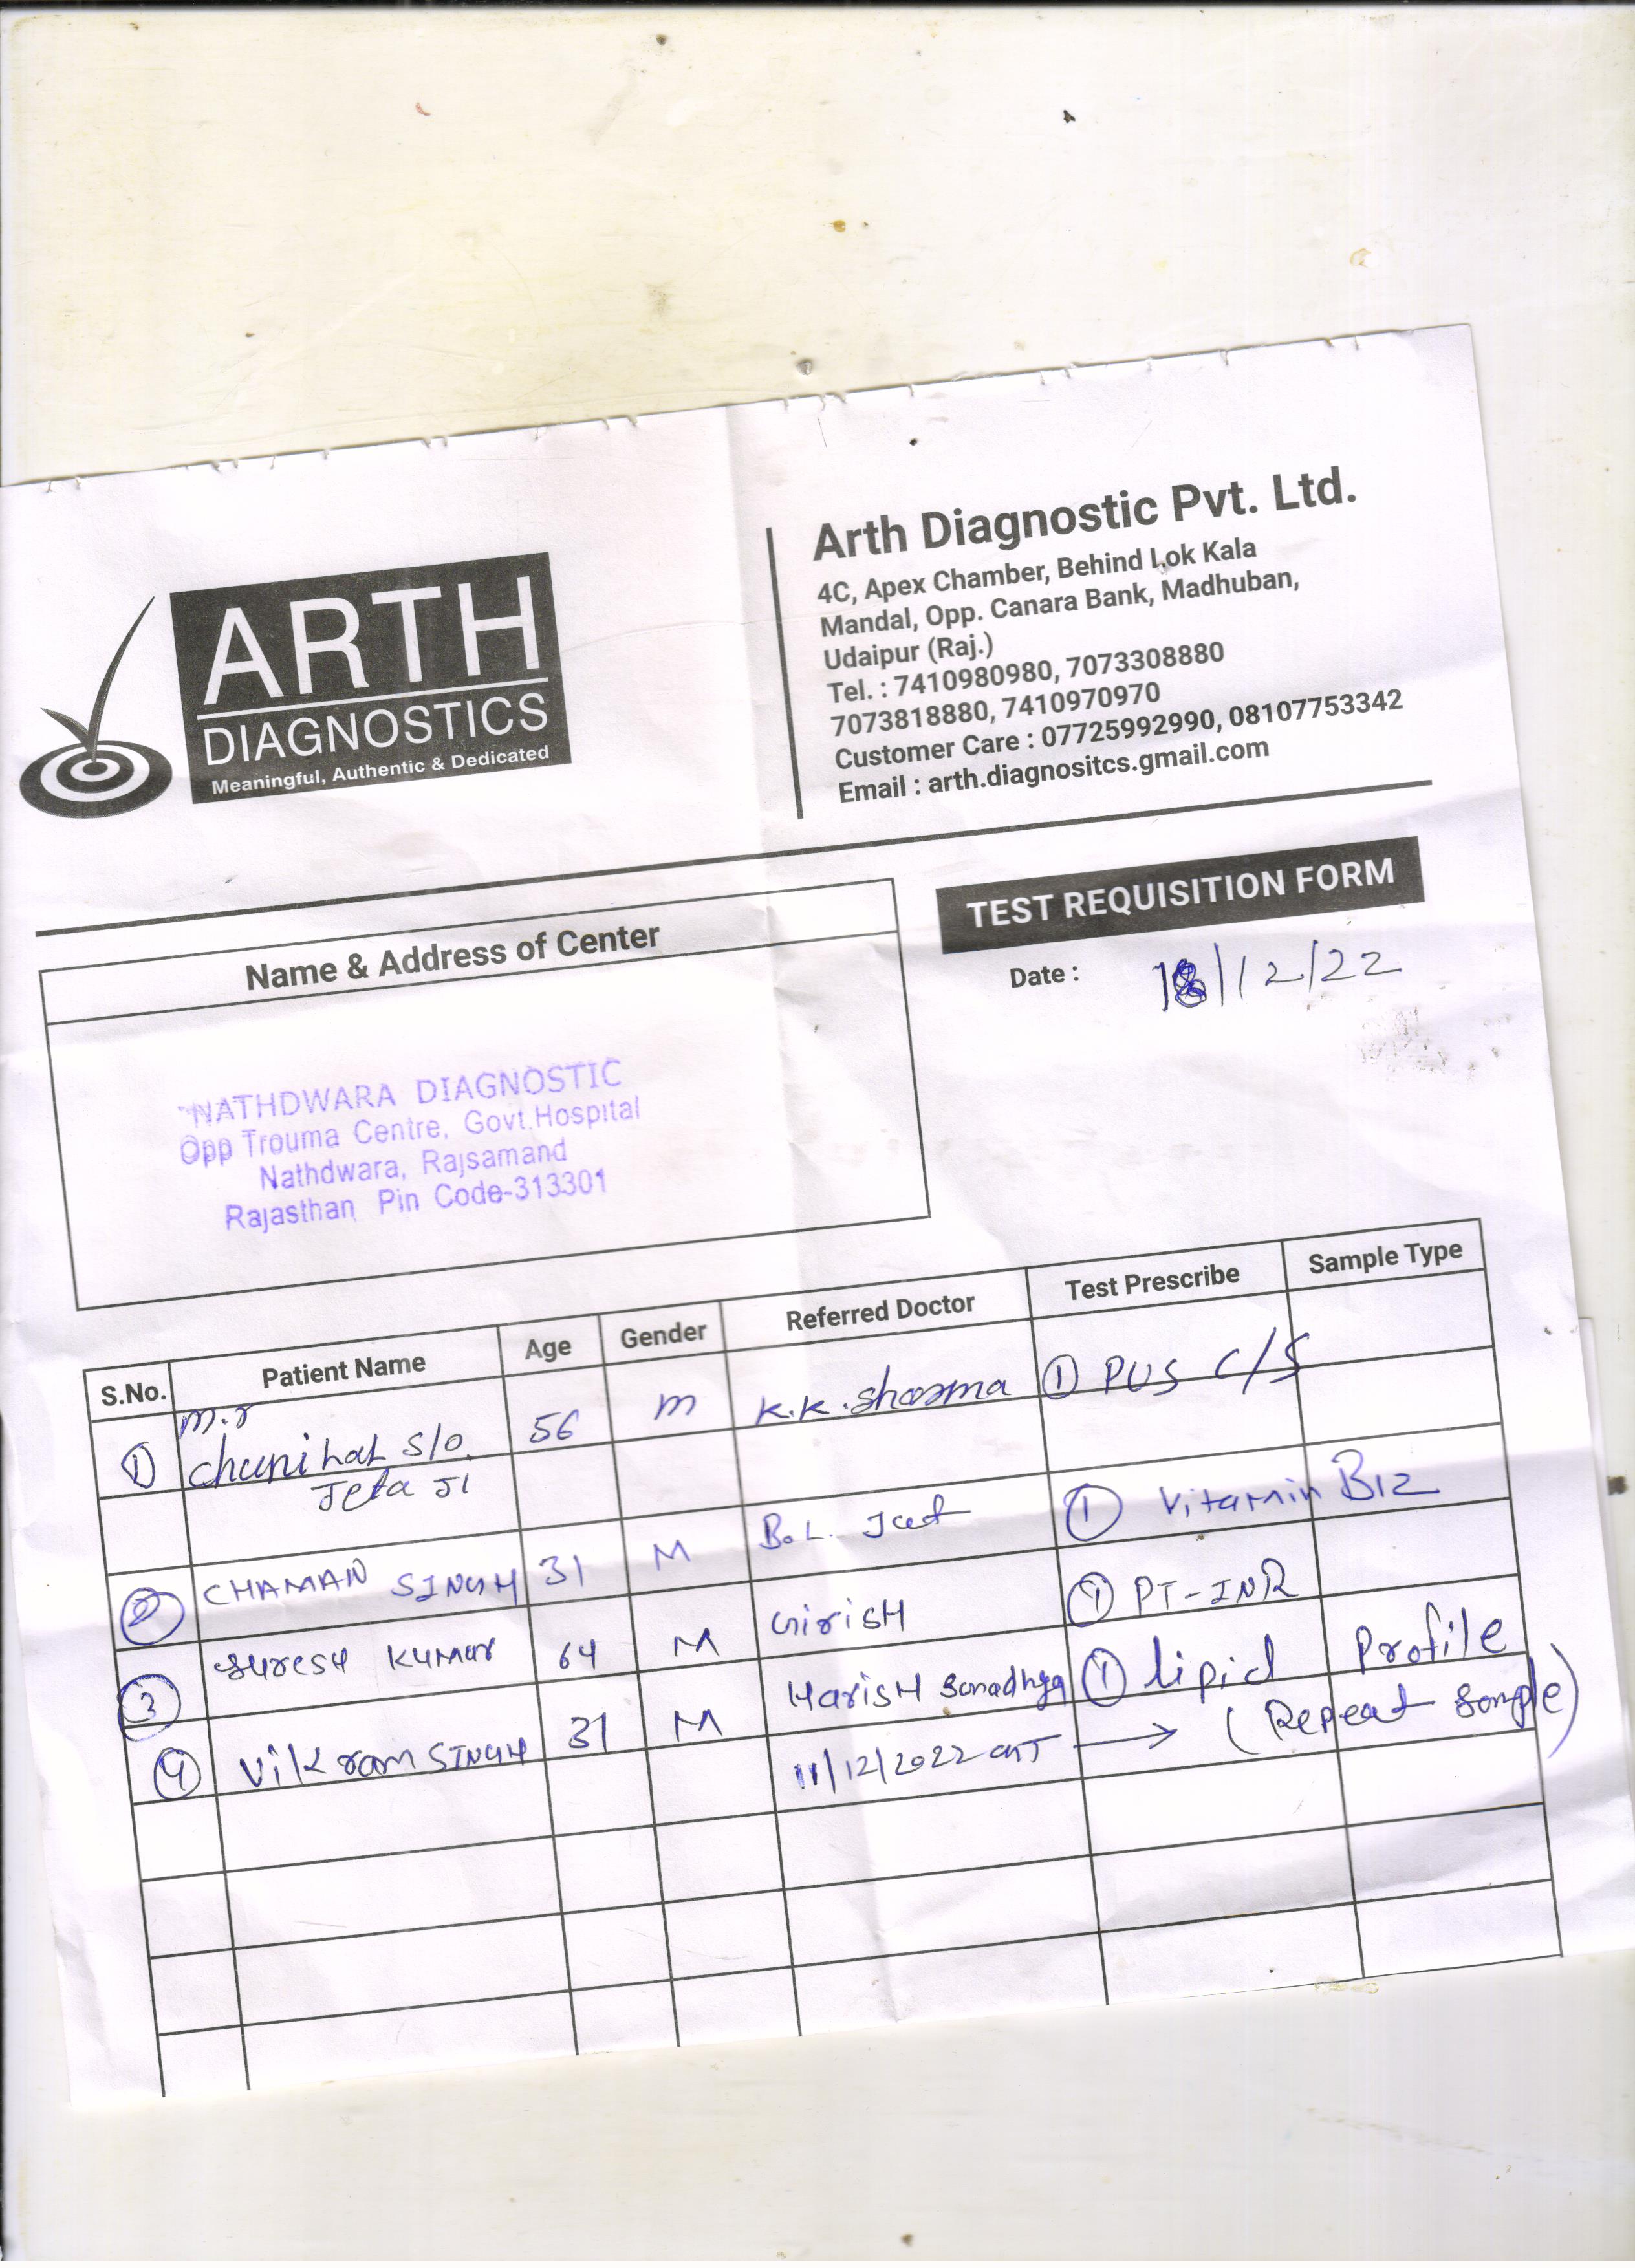 ARTH
DIAGNOSTICS
Meaningful, Authentic & Dedicated
Arth Diagnostic Pvt. Ltd.
4C, Apex Chamber, Behind Lok Kala
Mandal, Opp. Canara Bank, Madhuban,
Udaipur (Raj.)
Tel. : 7410980980, 7073308880
7073818880, 7410970970
Customer Care : 07725992990, 08107753342
Email : arth.diagnositcs.gmail.com
TEST REQUISITION FORM
Date : 18/12/22
Name & Address of Center
NATHDWARA DIAGNOSTIC
Opp Trouma Centre, Govt.Hospital
Nathdwara, Rajsamand
Rajasthan Pin Code-313301
S.No. Patient Name Age Gender Referred Doctor Test Prescribe Sample Type
M.r
① chunilal S/o. 56 m K.K. sharma ① PUS C/S
Jeta Ji
② CHAMAN SINGH 31 M B.L. ① Vitamin B12
③ SURESH KUMAR 64 M GiriSH ① PT-INR
④ VikramSINGH 31 M HariSH Sanadhya ① lipid Profile
11/12/2022 → (Repeat Sample)